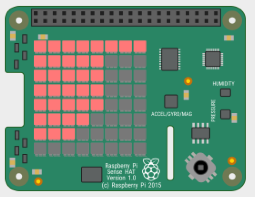 HUMIDITY
PRESSURE
ACCEL/GYRO/MAG
Raspberry Pi
Sense HAT
Version 1.0
(c) Raspberry Pi 2015